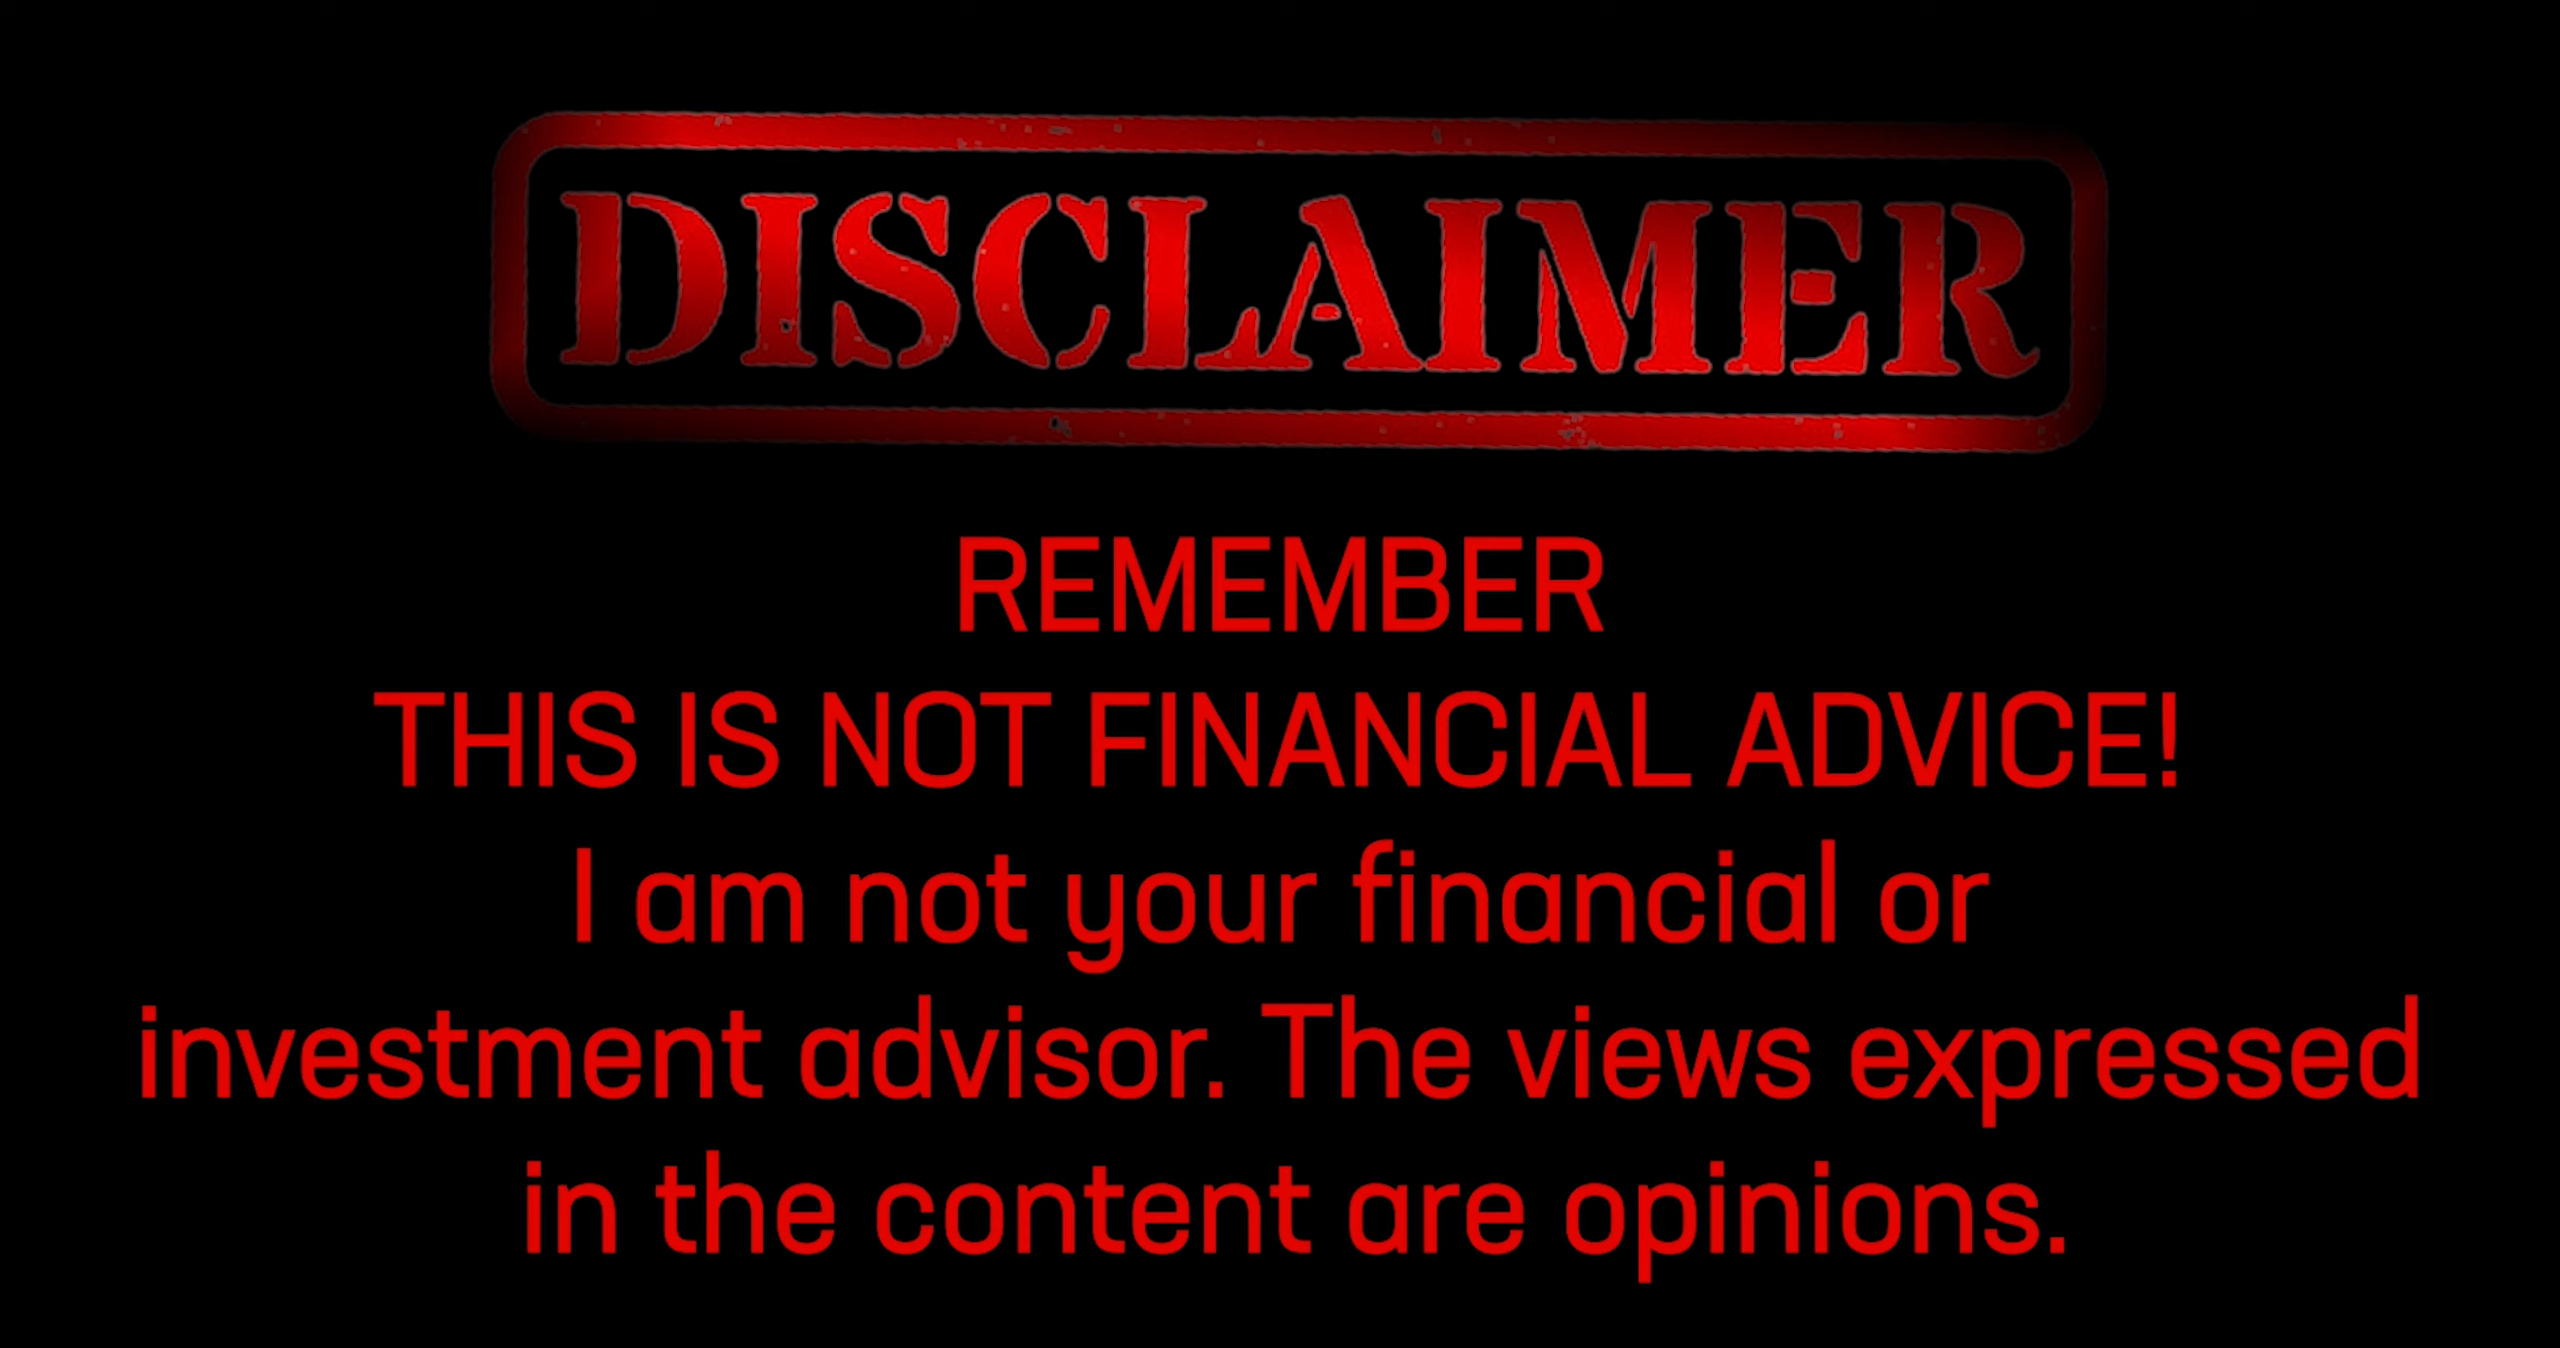 DISCLAIMER
REMEMBER
THIS IS NOT FINANCIAL ADVICE!
I am not your financial or
investment advisor. The views expressed
in the content are opinions.